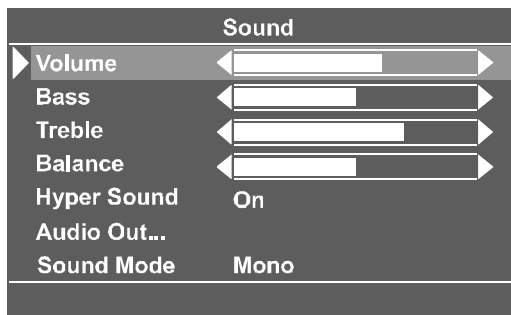 Sound
Volume
Bass
Treble
Balance
Hyper Sound On
Audio Out...
Sound Mode Mono